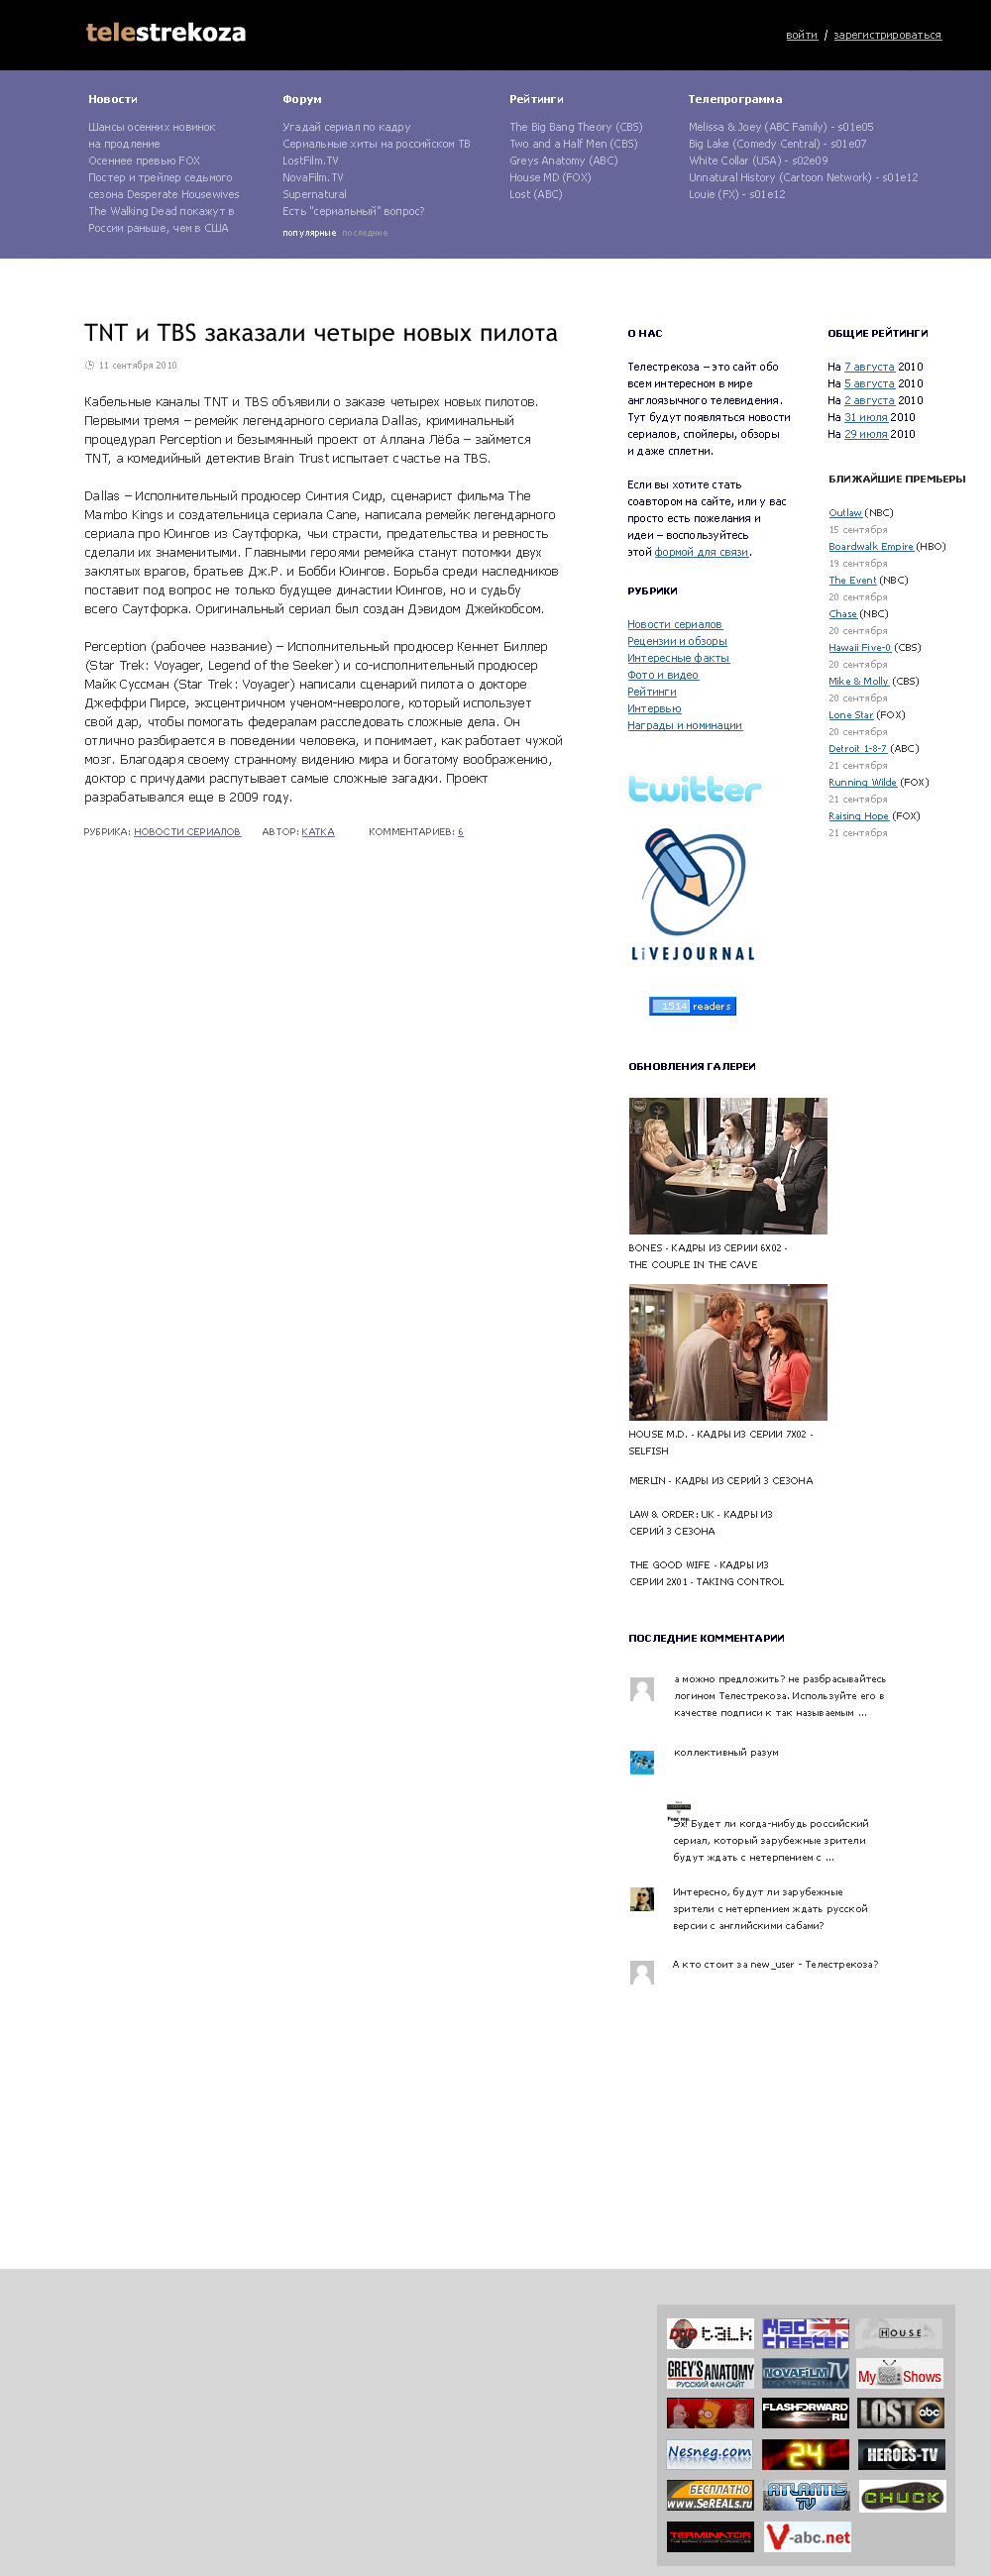 telestrekoza
войти / зарегистрироваться
Новости
Шансы осенних новинок
на продление
Осеннее превью FOX
Постер и трейлер седьмого
сезона Desperate Housewives
The Walking Dead покажут в
России раньше, чем в США
Форум
Угадай сериал по кадру
Сериальные хиты на российском ТВ
LostFilm.TV
NovaFilm.TV
Supernatural
Есть "сериальный" вопрос?
популярные последние
Рейтинги
The Big Bang Theory (CBS)
Two and a Half Men (CBS)
Greys Anatomy (ABC)
House MD (FOX)
Lost (ABC)
Телепрограмма
Melissa & Joey (ABC Family) - s01e05
Big Lake (Comedy Central) - s01e07
White Collar (USA) - s02e09
Unnatural History (Cartoon Network) - s01e12
Louie (FX) - s01e12
TNT и TBS заказали четыре новых пилота
11 сентября 2010
Кабельные каналы TNT и TBS объявили о заказе четырех новых пилотов.
Первыми тремя – ремейк легендарного сериала Dallas, криминальный
процедурал Perception и безымянный проект от Аллана Лёба – займется
TNT, а комедийный детектив Brain Trust испытает счастье на TBS.
Dallas – Исполнительный продюсер Синтия Сидр, сценарист фильма The
Mambo Kings и создательница сериала Cane, написала ремейк легендарного
сериала про Юингов из Саутфорка, чьи страсти, предательства и ревность
сделали их знаменитыми. Главными героями ремейка станут потомки двух
заклятых врагов, братьев Дж.Р. и Бобби Юингов. Борьба среди наследников
поставит под вопрос не только будущее династии Юингов, но и судьбу
всего Саутфорка. Оригинальный сериал был создан Дэвидом Джейкобсом.
Perception (рабочее название) – Исполнительный продюсер Кеннет Биллер
(Star Trek: Voyager, Legend of the Seeker) и со-исполнительный продюсер
Майк Суссман (Star Trek: Voyager) написали сценарий пилота о докторе
Джеффри Пирсе, эксцентричном ученом-неврологе, который использует
свой дар, чтобы помогать федералам расследовать сложные дела. Он
отлично разбирается в поведении человека, и понимает, как работает чужой
мозг. Благодаря своему странному видению мира и богатому воображению,
доктор с причудами распутывает самые сложные загадки. Проект
разрабатывался еще в 2009 году.
РУБРИКА: НОВОСТИ СЕРИАЛОВ АВТОР: KATKA КОММЕНТАРИЕВ: 6
О НАС
Телестрекоза – это сайт обо
всем интересном в мире
англоязычного телевидения.
Тут будут появляться новости
сериалов, спойлеры, обзоры
и даже сплетни.
Если вы хотите стать
соавтором на сайте, или у вас
просто есть пожелания и
идеи – воспользуйтесь
этой формой для связи.
РУБРИКИ
Новости сериалов
Рецензии и обзоры
Интересные факты
Фото и видео
Рейтинги
Интервью
Награды и номинации
twitter
LiVEJOURNAL
1514 readers
ОБЩИЕ РЕЙТИНГИ
На 7 августа 2010
На 5 августа 2010
На 2 августа 2010
На 31 июля 2010
На 29 июля 2010
БЛИЖАЙШИЕ ПРЕМЬЕРЫ
Outlaw (NBC)
15 сентября
Boardwalk Empire (HBO)
19 сентября
The Event (NBC)
20 сентября
Chase (NBC)
20 сентября
Hawaii Five-0 (CBS)
20 сентября
Mike & Molly (CBS)
20 сентября
Lone Star (FOX)
20 сентября
Detroit 1-8-7 (ABC)
21 сентября
Running Wilde (FOX)
21 сентября
Raising Hope (FOX)
21 сентября
ОБНОВЛЕНИЯ ГАЛЕРЕИ
BONES - КАДРЫ ИЗ СЕРИИ 6X02 -
THE COUPLE IN THE CAVE
HOUSE M.D. - КАДРЫ ИЗ СЕРИИ 7X02 -
SELFISH
MERLIN - КАДРЫ ИЗ СЕРИЙ 3 СЕЗОНА
LAW & ORDER: UK - КАДРЫ ИЗ
СЕРИЙ 3 СЕЗОНА
THE GOOD WIFE - КАДРЫ ИЗ
СЕРИИ 2X01 - TAKING CONTROL
ПОСЛЕДНИЕ КОММЕНТАРИИ
а можно предложить? не разбрасывайтесь
логином Телестрекоза. Используйте его в
качестве подписи к так называемым ...
коллективный разум
Fear me.
Эх! Будет ли когда-нибудь российский
сериал, который зарубежные зрители
будут ждать с нетерпением с ...
Интересно, будут ли зарубежные
зрители с нетерпением ждать русской
версии с английскими сабами?
А кто стоит за new_user - Телестрекоза?
talk
Mad chester
HOUSE
GREY'S ANATOMY
РУССКИЙ ФАН САЙТ
NOVAFILM TV
My Shows
FLASHFORWARD
.RU
LOST abc
Nesneg.com
24
HEROES-TV
БЕСПЛАТНО
www.SeREALs.ru
ATLANTIS
TV
CHUCK
TERMINATOR
THE SARAH CONNOR CHRONICLES
V-abc.net